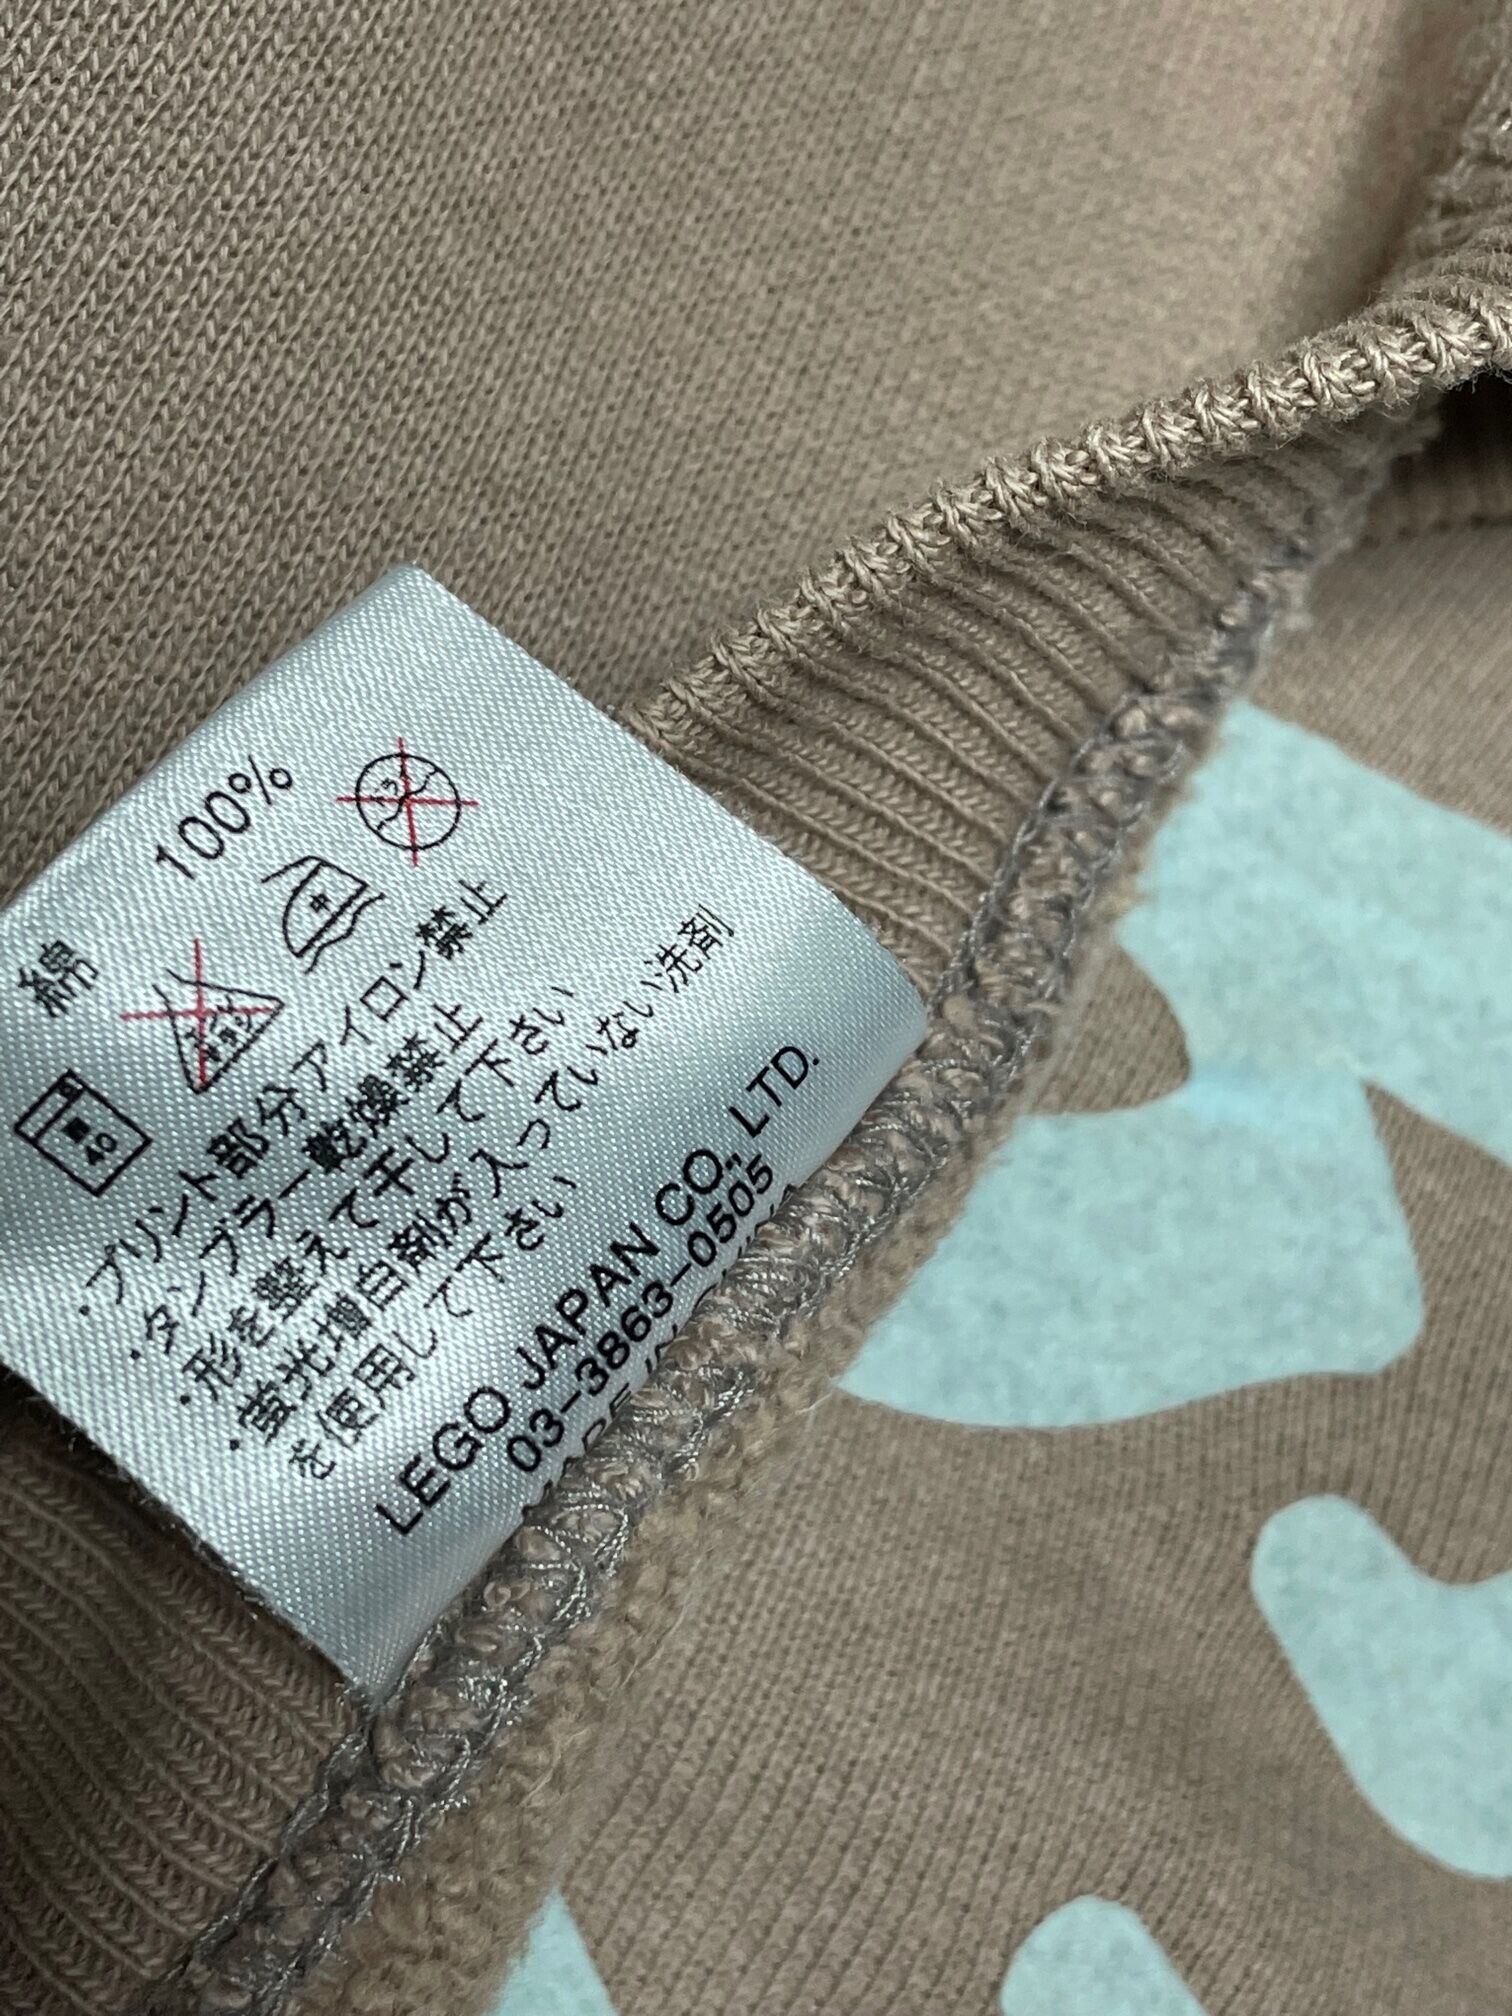 綿 100%
40
中
・プリント部分アイロン禁止
・タンブラー乾燥禁止
・形を整えて干して下さい
・蛍光増白剤が入っていない洗剤
を使用して下さい
LEGO JAPAN CO., LTD.
03-3863-0505